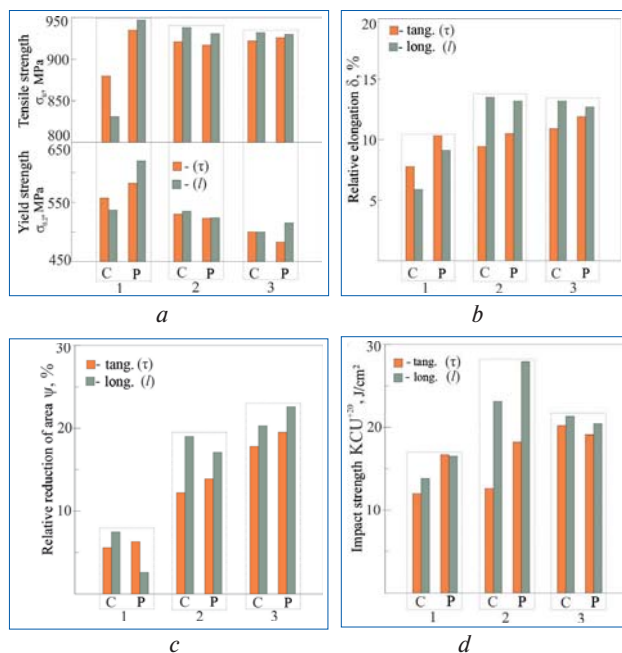 Tensile strength
σв, MPa
950
900
850
800
Yield strength
σ0.2, MPa
650
550
450
- (τ)
- (l)
C P C P C P
1 2 3
a
Relative elongation δ, %
20
15
10
5
- tang. (τ)
- long. (l)
C P C P C P
1 2 3
b
Relative reduction of area ψ, %
30
20
10
- tang. (τ)
- long. (l)
C P C P C P
1 2 3
c
Impact strength KCU⁺²⁰, J/cm²
30
20
10
- tang. (τ)
- long. (l)
C P C P C P
1 2 3
d